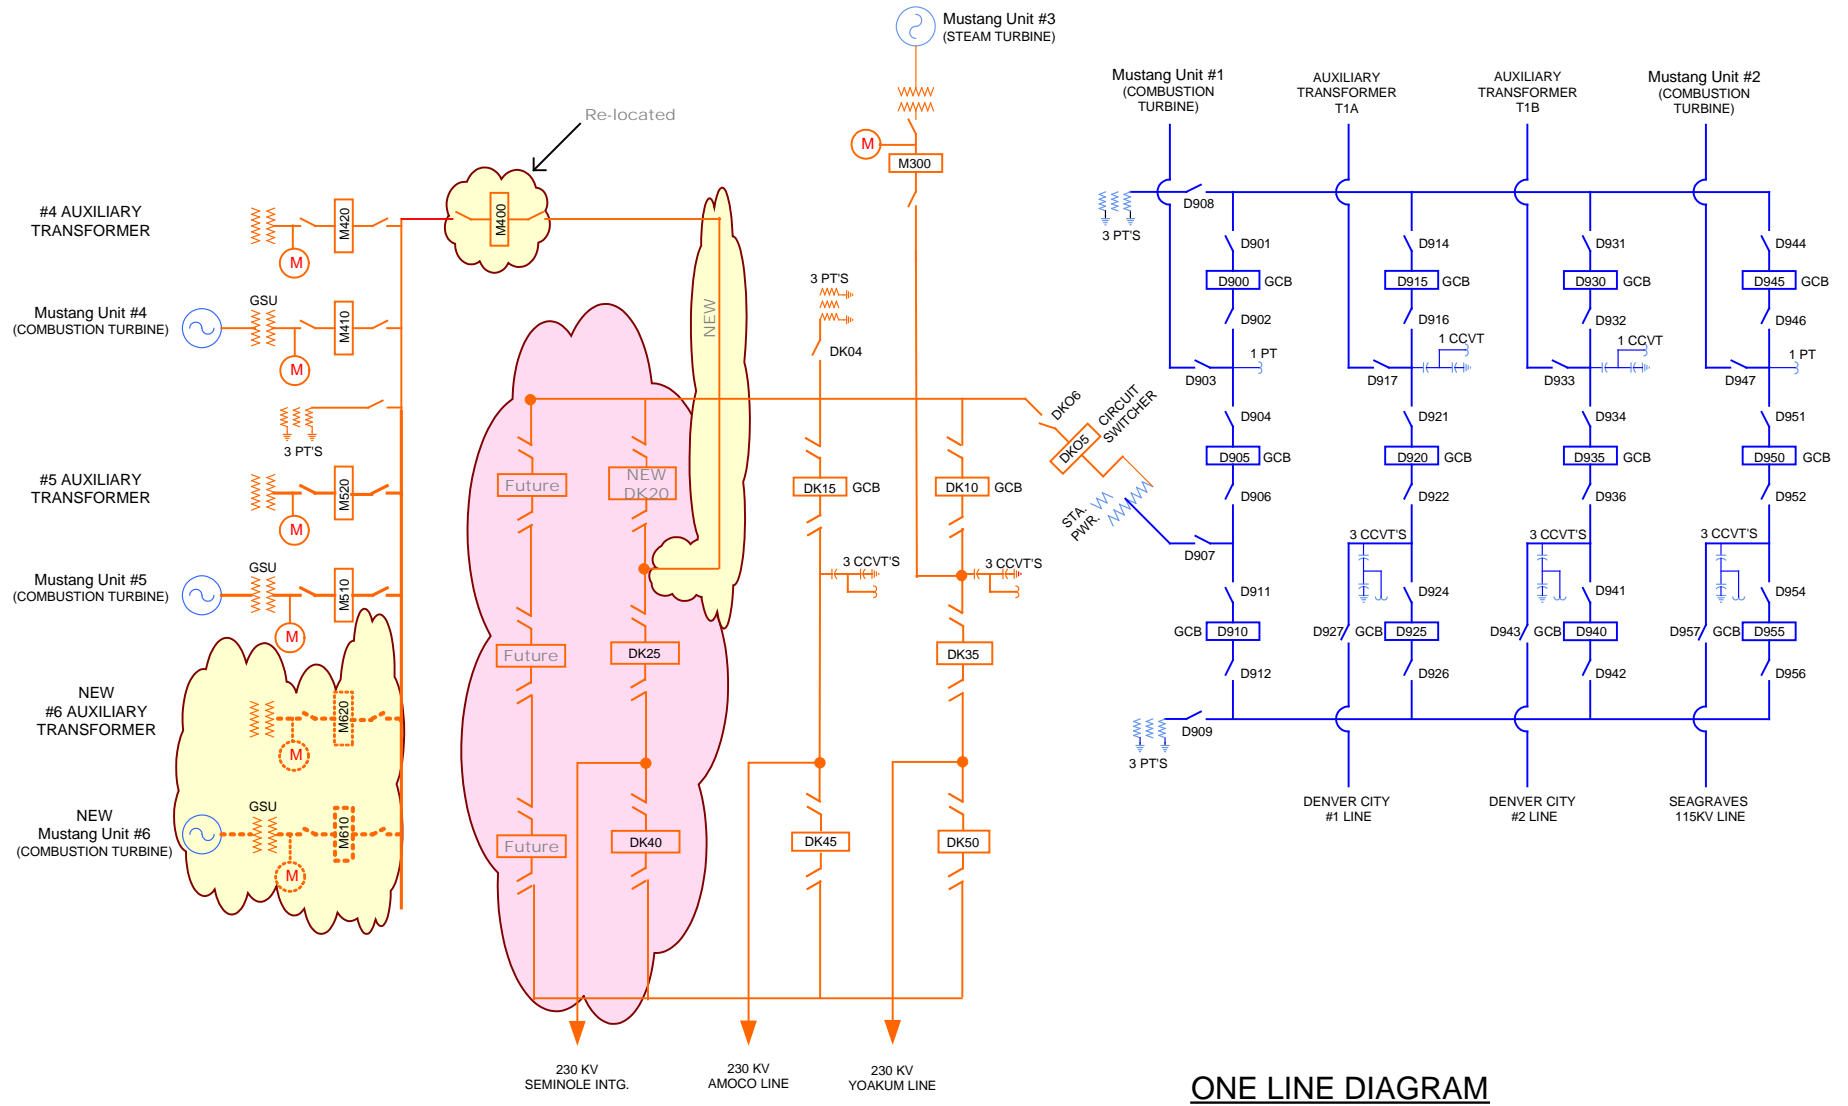 Mustang Unit #3
(STEAM TURBINE)
M
M300
Re-located
M400
NEW
#4 AUXILIARY
TRANSFORMER
M420
M
Mustang Unit #4
(COMBUSTION TURBINE)
GSU
M410
M
3 PT'S
#5 AUXILIARY
TRANSFORMER
M520
M
Mustang Unit #5
(COMBUSTION TURBINE)
GSU
M510
M
NEW
#6 AUXILIARY
TRANSFORMER
M620
M
NEW
Mustang Unit #6
(COMBUSTION TURBINE)
GSU
M610
M
3 PT'S
DK04
Future
NEW
DK20
DK15
GCB
DK10
GCB
3 CCVT'S
3 CCVT'S
Future
DK25
DK35
Future
DK40
DK45
DK50
DKO6
DKO5
CIRCUIT
SWITCHER
STA.
PWR.
230 KV
SEMINOLE INTG.
230 KV
AMOCO LINE
230 KV
YOAKUM LINE
Mustang Unit #1
(COMBUSTION
TURBINE)
AUXILIARY
TRANSFORMER
T1A
AUXILIARY
TRANSFORMER
T1B
Mustang Unit #2
(COMBUSTION
TURBINE)
3 PT'S
D908
D901
D914
D931
D944
D900
GCB
D915
GCB
D930
GCB
D945
GCB
D902
D916
D932
D946
1 PT
1 CCVT
1 CCVT
1 PT
D903
D917
D933
D947
D904
D921
D934
D951
D905
GCB
D920
GCB
D935
GCB
D950
GCB
D906
D922
D936
D952
D907
3 CCVT'S
3 CCVT'S
3 CCVT'S
D911
D924
D941
D954
GCB
D910
D927
GCB
D925
D943
GCB
D940
D957
GCB
D955
D912
D926
D942
D956
D909
3 PT'S
DENVER CITY
#1 LINE
DENVER CITY
#2 LINE
SEAGRAVES
115KV LINE
ONE LINE DIAGRAM